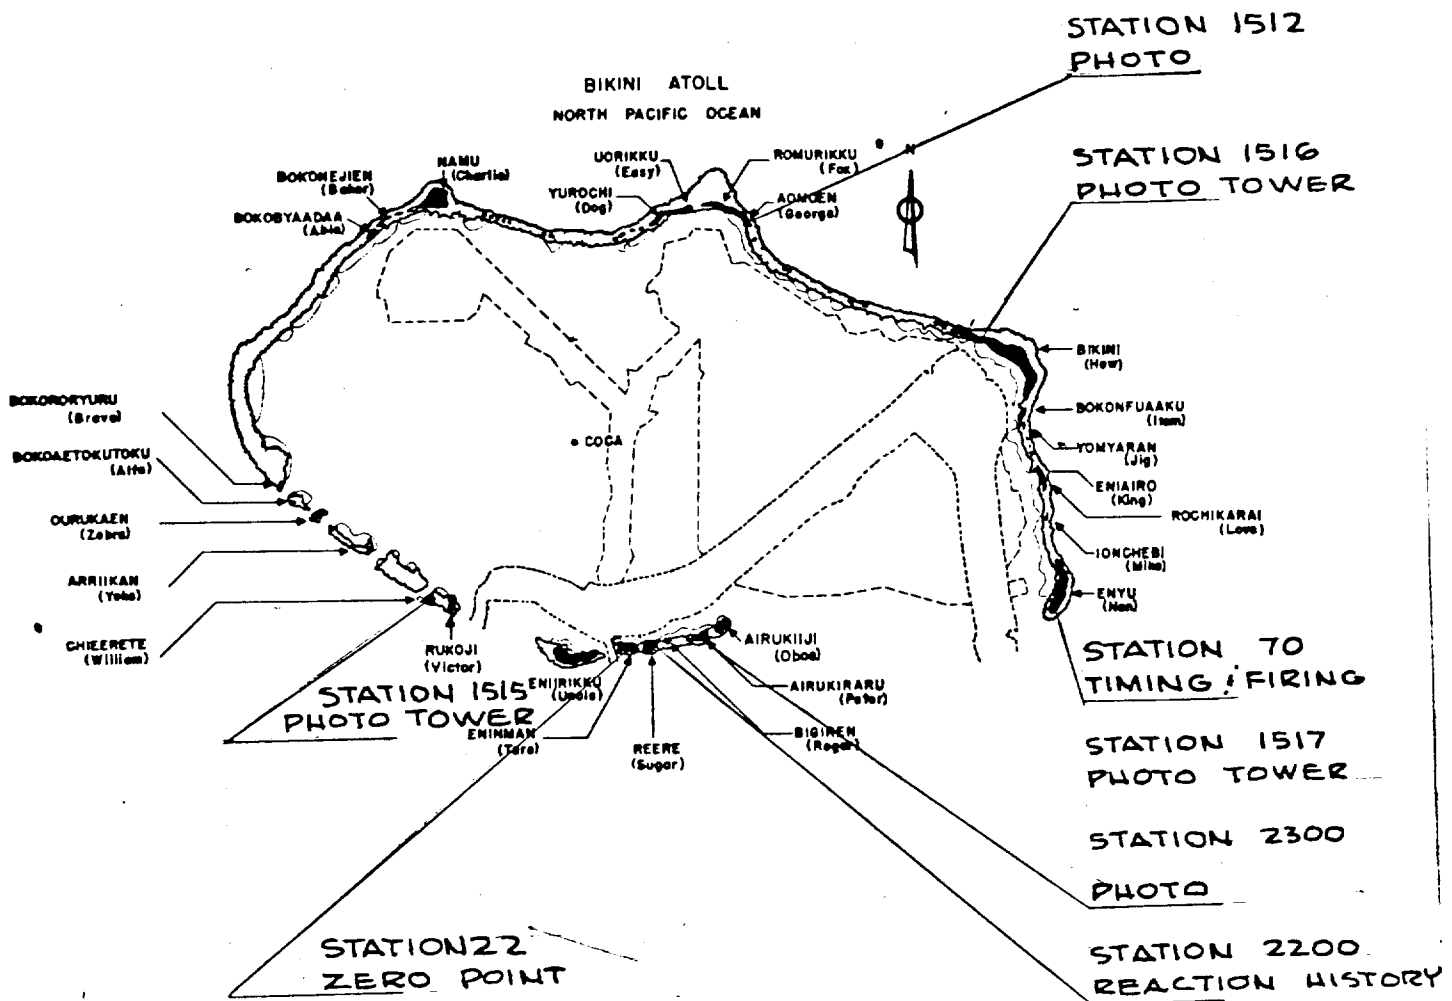 STATION 1512
PHOTO
BIKINI ATOLL
NORTH PACIFIC OCEAN
N
STATION 1516
PHOTO TOWER
NAMU
(Charlie)
BOKONEJIEN
(Baker)
BOKOBYAADAA
(Able)
UORIKKU
(Easy)
YUROCHI
(Dog)
ROMURIKKU
(Fox)
AOMOEN
(George)
BIKINI
(How)
BOKONFUAAKU
(Item)
YOMYARAN
(Jig)
ENIAIRO
(King)
ROCHIKARAI
(Love)
IONCHEBI
(Mike)
ENYU
(Nan)
BOKORORYURU
(Bravo)
BOKOAETOKUTOKU
(Alfa)
OURUKAEN
(Zebra)
ARRIIKAN
(Yoke)
CHIEERETE
(William)
COCA
RUKOJI
(Victor)
ENIIRIKKU
(Uncle)
ENINMAN
(Tare)
REERE
(Sugar)
BIGIREN
(Roger)
AIRUKIRARU
(Peter)
AIRUKIIJI
(Oboe)
STATION 1515
PHOTO TOWER
STATION 70
TIMING & FIRING
STATION 1517
PHOTO TOWER
STATION 2300
PHOTO
STATION 22
ZERO POINT
STATION 2200
REACTION HISTORY